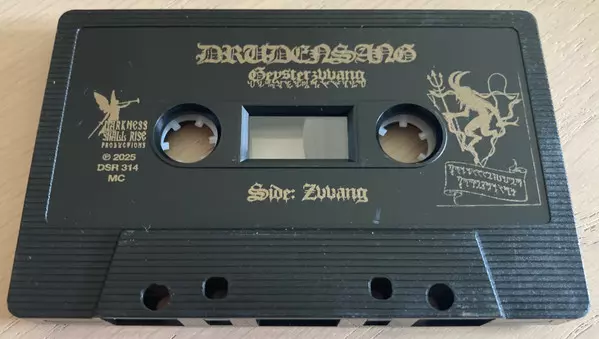 DRUDENSANG
Geysterzvvang
DARKNESS
SHALL RISE
PRODUCTIONS
℗ 2025
DSR 314
MC
Side: Zvvang